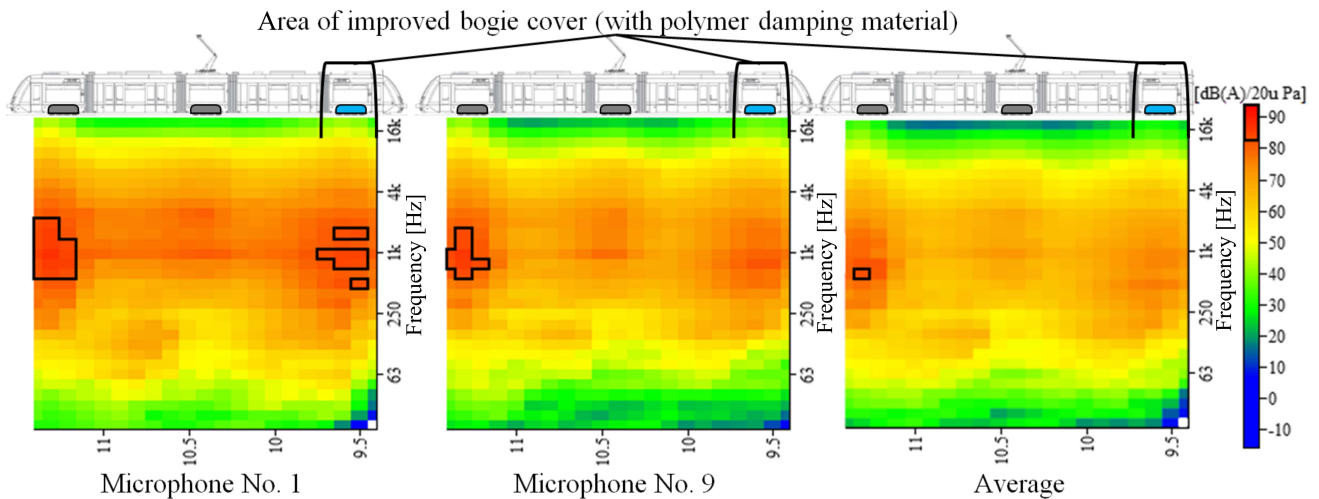 Area of improved bogie cover (with polymer damping material)
[dB(A)/20u Pa]
16k
4k
1k
250
63
Frequency [Hz]
11
10.5
10
9.5
Microphone No. 1
16k
4k
1k
250
63
Frequency [Hz]
11
10.5
10
9.5
Microphone No. 9
16k
4k
1k
250
63
Frequency [Hz]
11
10.5
10
9.5
Average
90
80
70
60
50
40
30
20
10
0
-10